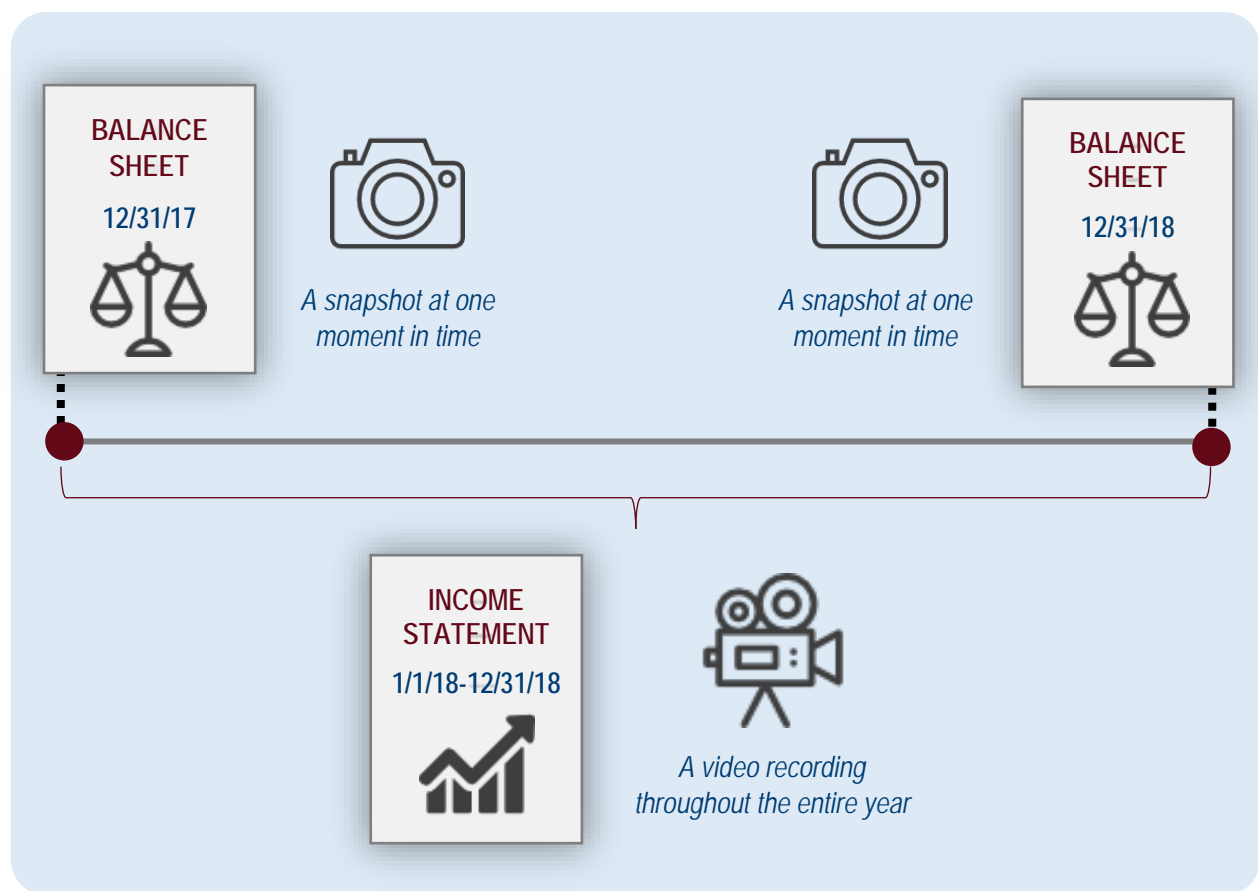 BALANCE
SHEET
12/31/17
A snapshot at one
moment in time
A snapshot at one
moment in time
BALANCE
SHEET
12/31/18
INCOME
STATEMENT
1/1/18-12/31/18
A video recording
throughout the entire year